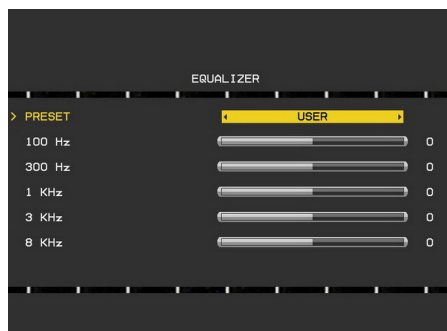 EQUALIZER
> PRESET USER
100 Hz 0
300 Hz 0
1 KHz 0
3 KHz 0
8 KHz 0